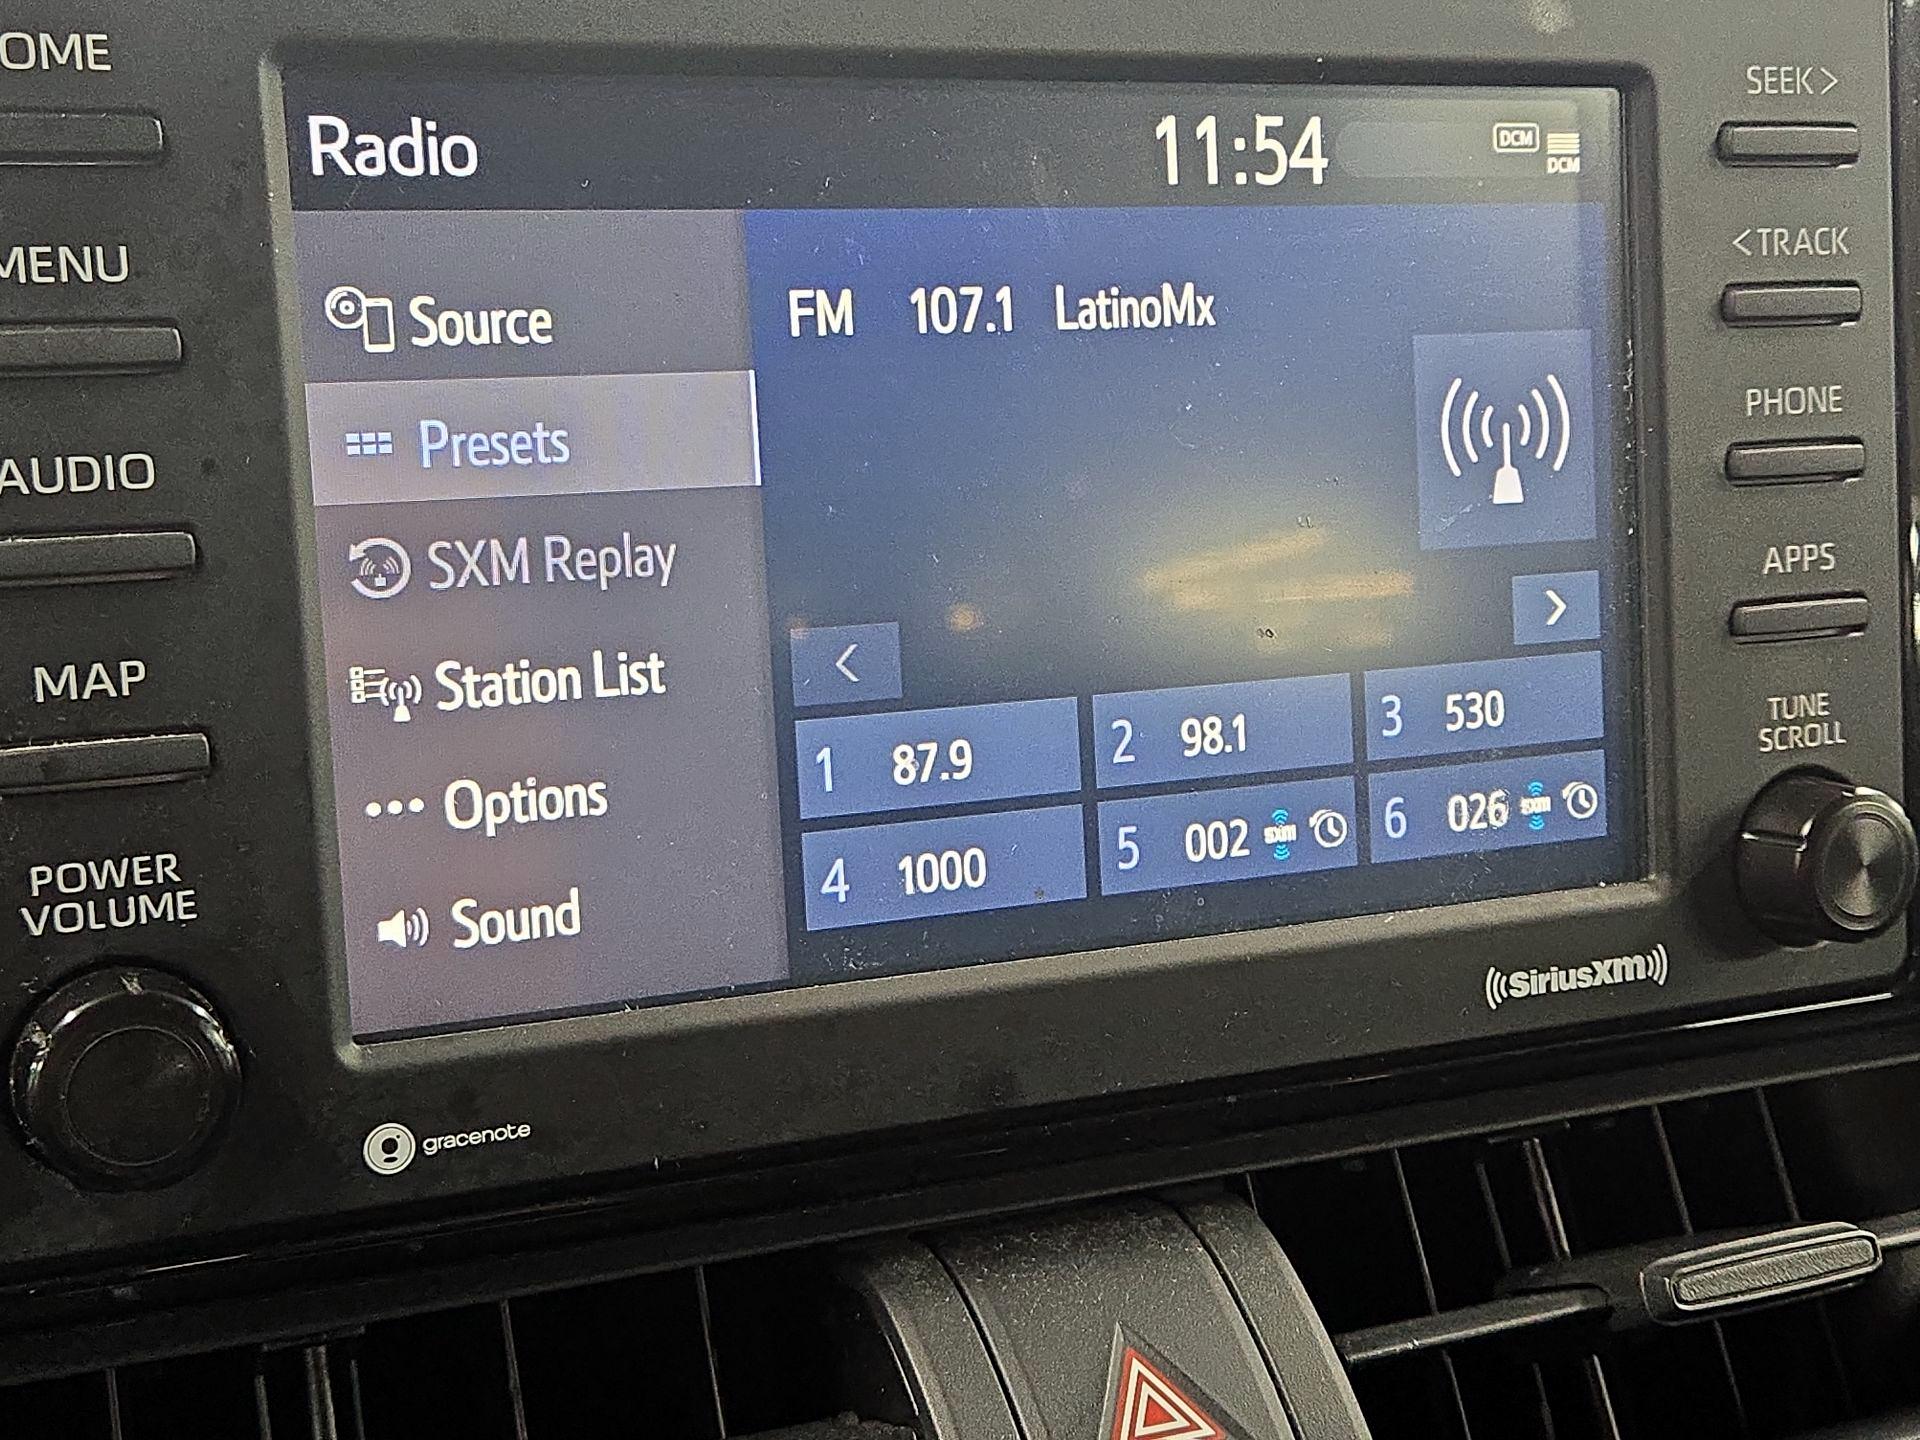 OME
MENU
AUDIO
MAP
POWER
VOLUME
Radio
11:54
DCM
DCM
Source
Presets
SXM Replay
Station List
Options
Sound
FM 107.1 LatinoMx
<
>
1 87.9
2 98.1
3 530
4 1000
5 002 sxm
6 026 sxm
SEEK >
< TRACK
PHONE
APPS
TUNE
SCROLL
((SiriusXM))
gracenote